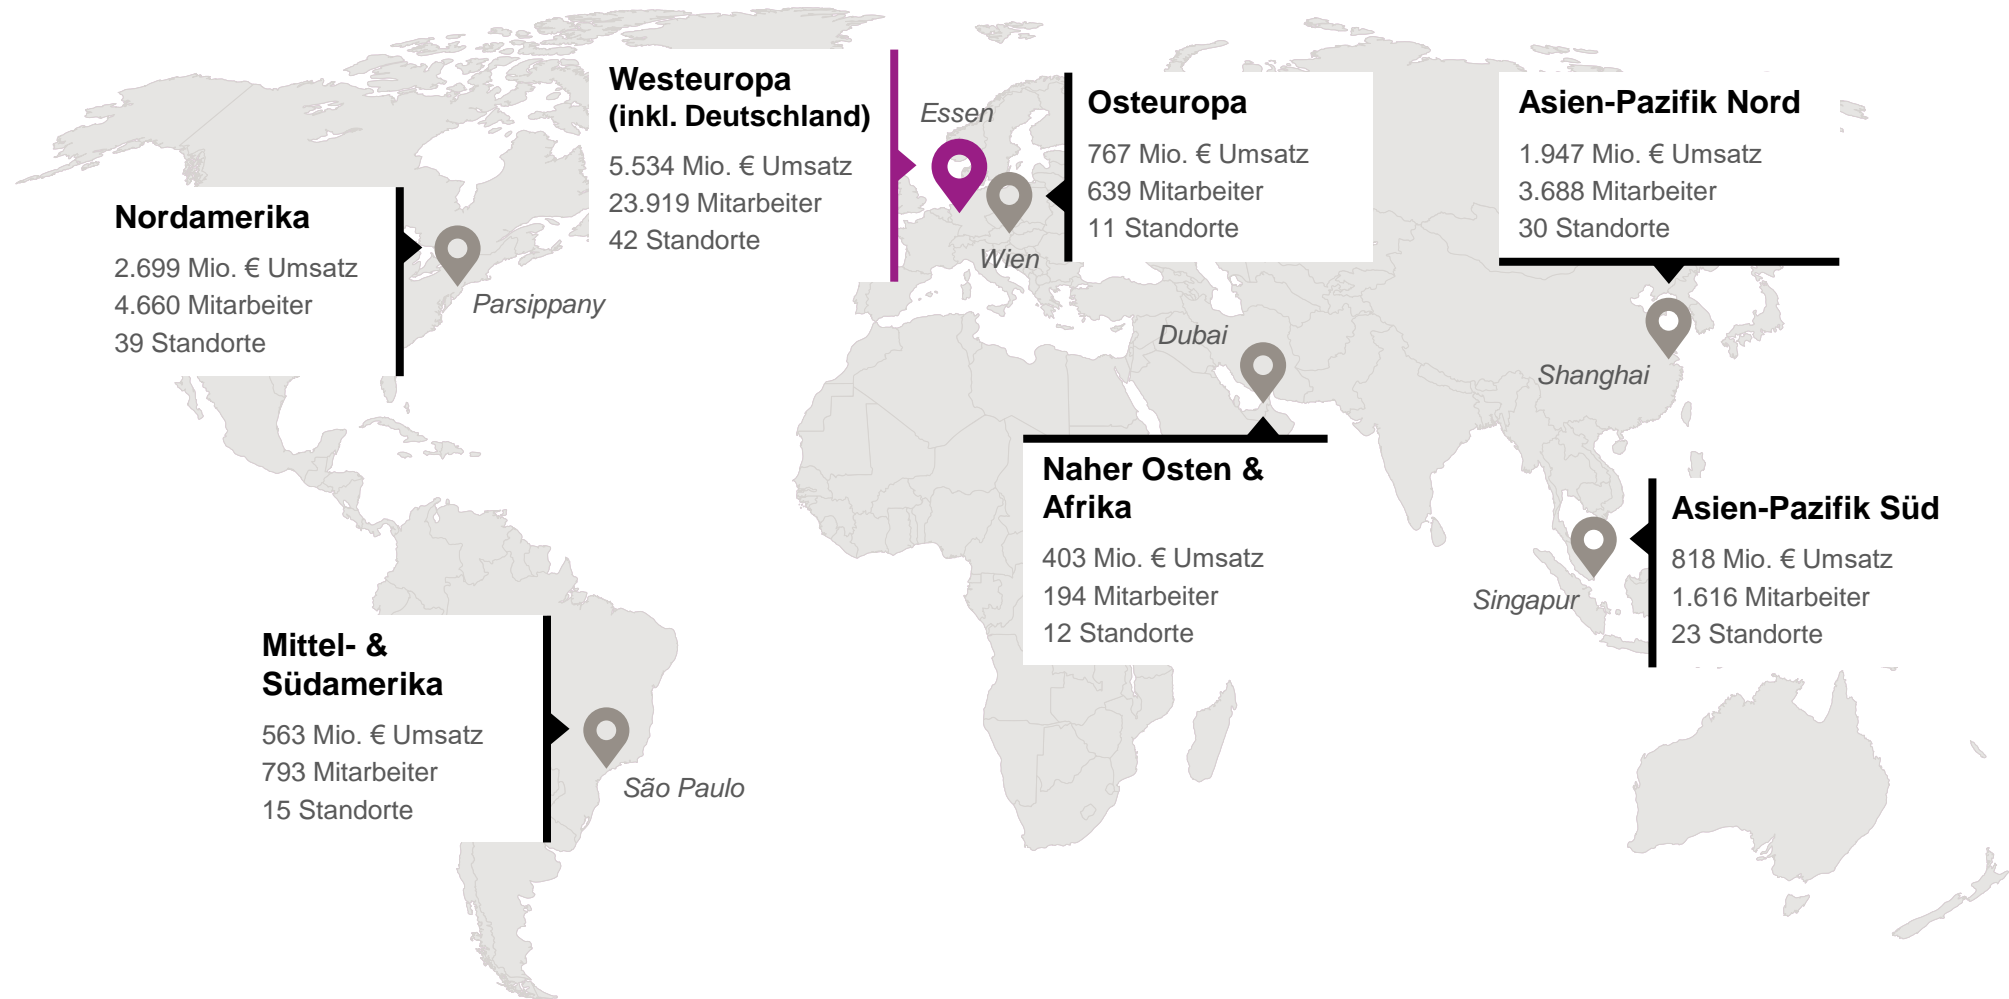 Westeuropa
(inkl. Deutschland)
5.534 Mio. € Umsatz
23.919 Mitarbeiter
42 Standorte
Essen
Osteuropa
767 Mio. € Umsatz
639 Mitarbeiter
11 Standorte
Wien
Asien-Pazifik Nord
1.947 Mio. € Umsatz
3.688 Mitarbeiter
30 Standorte
Shanghai
Nordamerika
2.699 Mio. € Umsatz
4.660 Mitarbeiter
39 Standorte
Parsippany
Dubai
Naher Osten &
Afrika
403 Mio. € Umsatz
194 Mitarbeiter
12 Standorte
Asien-Pazifik Süd
818 Mio. € Umsatz
1.616 Mitarbeiter
23 Standorte
Singapur
Mittel- &
Südamerika
563 Mio. € Umsatz
793 Mitarbeiter
15 Standorte
São Paulo